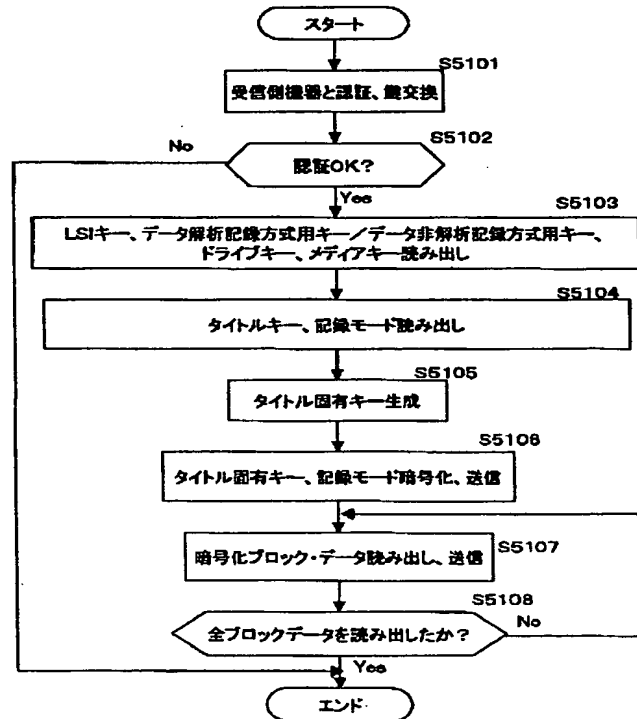 スタート
S5101
受信側機器と認証、鍵交換
S5102
No
認証OK?
Yes
S5103
LSIキー、データ解析記録方式用キー/データ非解析記録方式用キー、
ドライブキー、メディアキー読み出し
S5104
タイトルキー、記録モード読み出し
S5105
タイトル固有キー生成
S5106
タイトル固有キー、記録モード暗号化、送信
S5107
暗号化ブロック・データ読み出し、送信
S5108
全ブロックデータを読み出したか?
No
Yes
エンド